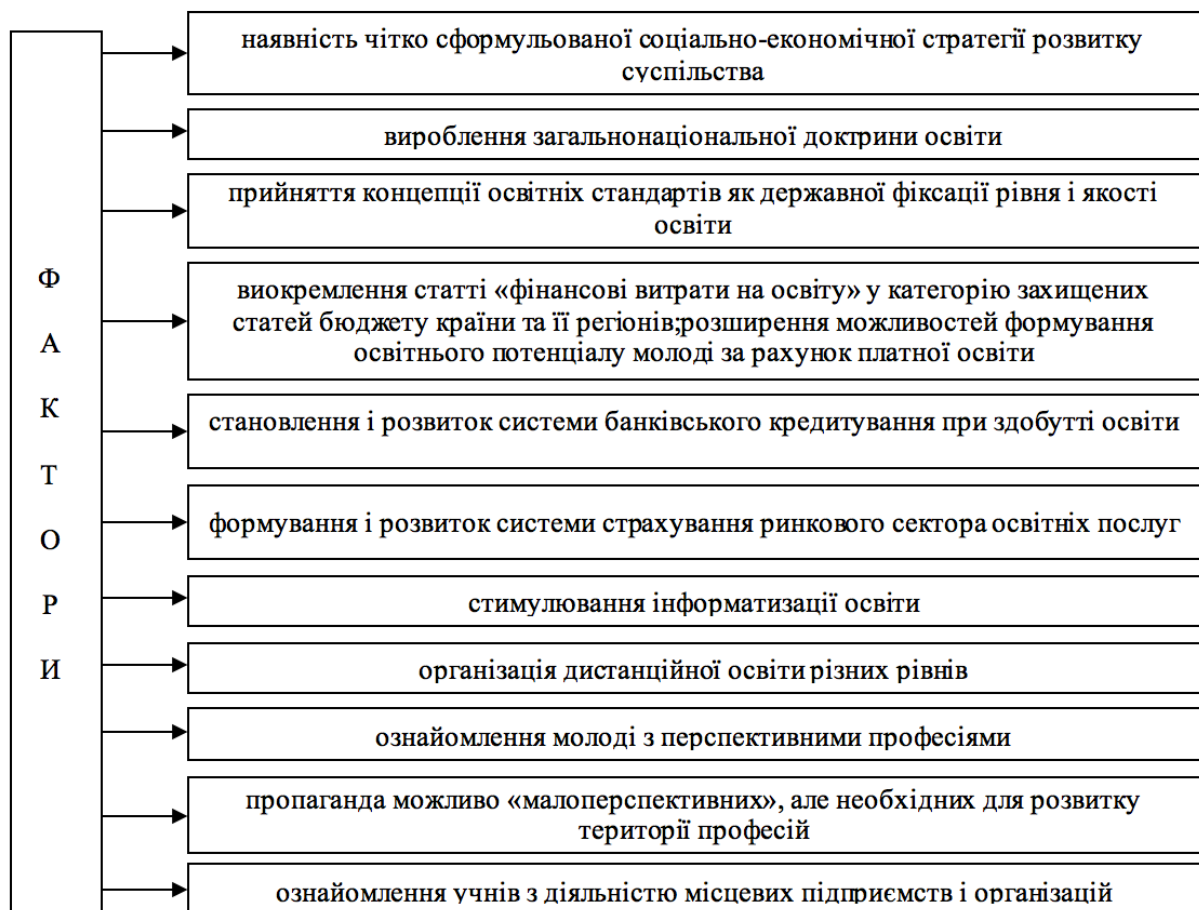 ФАКТОРИ
наявність чітко сформульованої соціально-економічної стратегії розвитку
суспільства
вироблення загальнонаціональної доктрини освіти
прийняття концепції освітніх стандартів як державної фіксації рівня і якості
освіти
виокремлення статті «фінансові витрати на освіту» у категорію захищених
статей бюджету країни та її регіонів;розширення можливостей формування
освітнього потенціалу молоді за рахунок платної освіти
становлення і розвиток системи банківського кредитування при здобутті освіти
формування і розвиток системи страхування ринкового сектора освітніх послуг
стимулювання інформатизації освіти
організація дистанційної освіти різних рівнів
ознайомлення молоді з перспективними професіями
пропаганда можливо «малоперспективних», але необхідних для розвитку
території професій
ознайомлення учнів з діяльністю місцевих підприємств і організацій